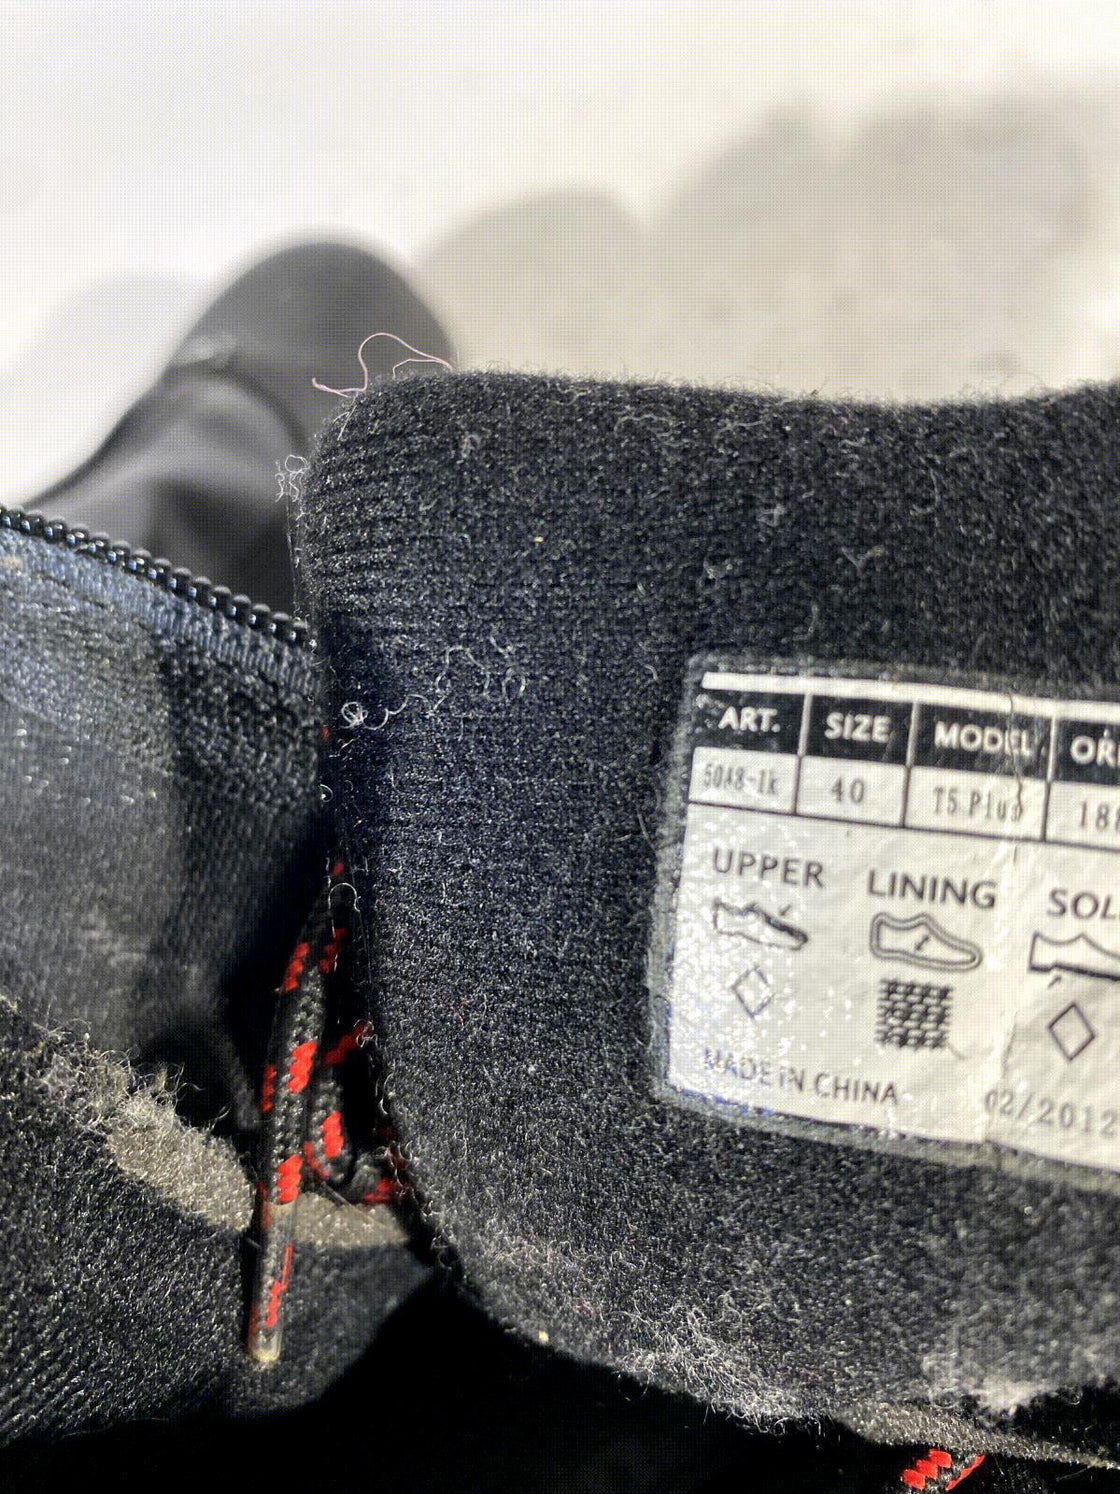 ART. SIZE MODEL
5048-1K 40 T5 Plus
UPPER LINING
MADE IN CHINA 02/2012